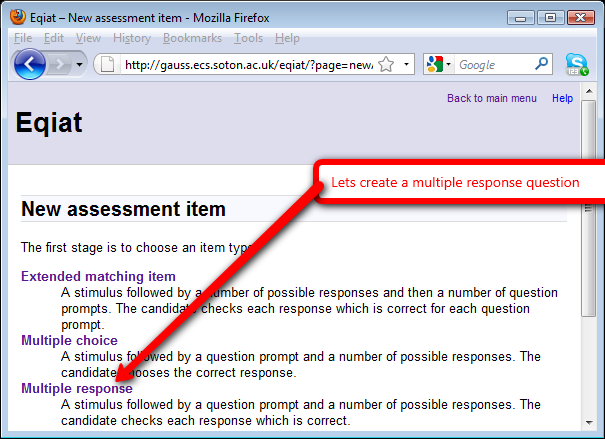 Eqiat – New assessment item - Mozilla Firefox
File Edit View History Bookmarks Tools Help
http://gauss.ecs.soton.ac.uk/eqiat/?page=new Google
Back to main menu Help
Eqiat
Lets create a multiple response question
New assessment item
The first stage is to choose an item
Extended matching item
A stimulus followed by a number of possible responses and then a number of question
prompts. The candidate checks each response which is correct for each question
prompt.
Multiple choice
A stimulus followed by a question prompt and a number of possible responses. The
candidate chooses the correct response.
Multiple response
A stimulus followed by a question prompt and a number of possible responses. The
candidate checks each response which is correct.